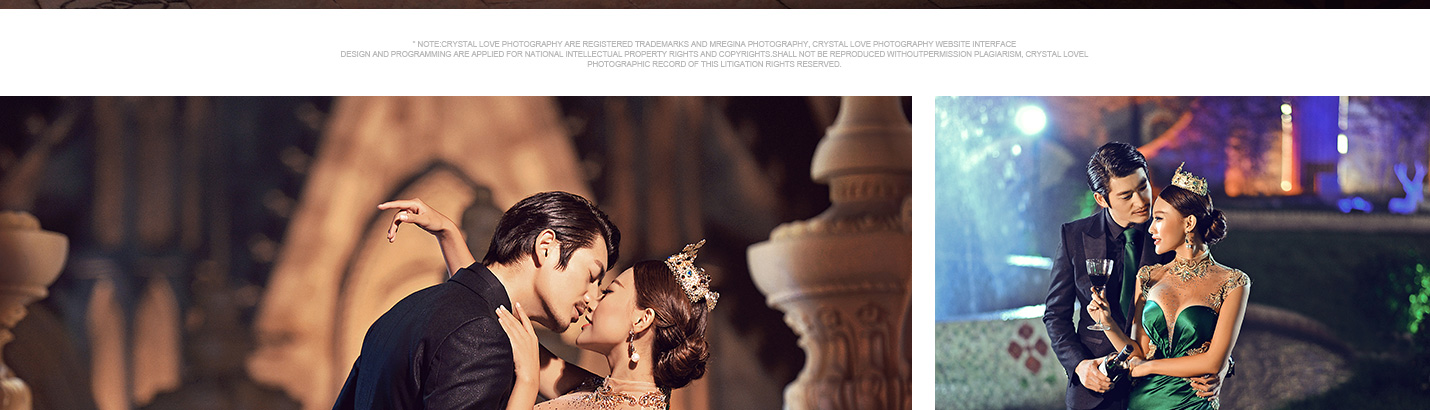 * NOTE:CRYSTAL LOVE PHOTOGRAPHY ARE REGISTERED TRADEMARKS AND MREGINA PHOTOGRAPHY, CRYSTAL LOVE PHOTOGRAPHY WEBSITE INTERFACE
DESIGN AND PROGRAMMING ARE APPLIED FOR NATIONAL INTELLECTUAL PROPERTY RIGHTS AND COPYRIGHTS.SHALL NOT BE REPRODUCED WITHOUTPERMISSION PLAGIARISM, CRYSTAL LOVEL
PHOTOGRAPHIC RECORD OF THIS LITIGATION RIGHTS RESERVED.